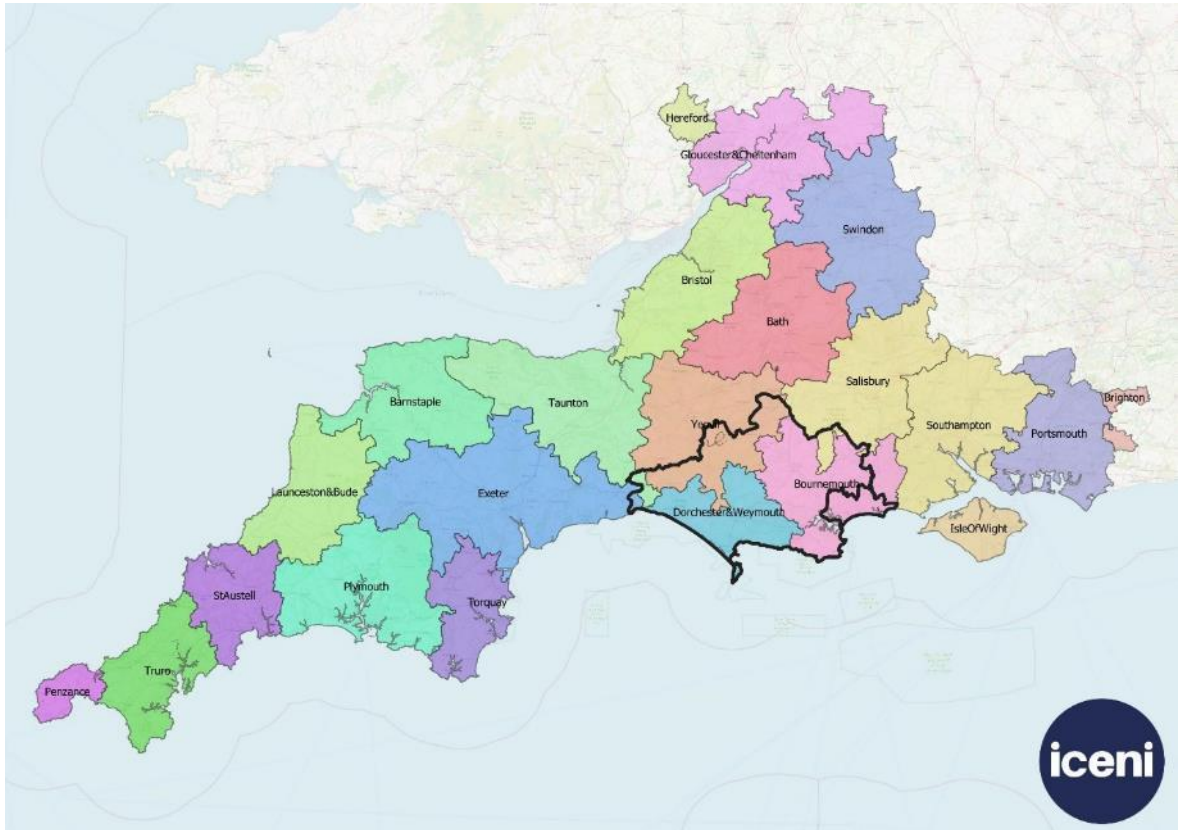 Hereford
Gloucester&Cheltenham
Swindon
Bristol
Bath
Salisbury
Brighton
Barnstaple
Taunton
Southampton
Portsmouth
Bournemouth
Launceston&Bude
Exeter
Dorchester&Weymouth
IsleOfWight
Plymouth
StAustell
Torquay
Truro
Penzance
iceni